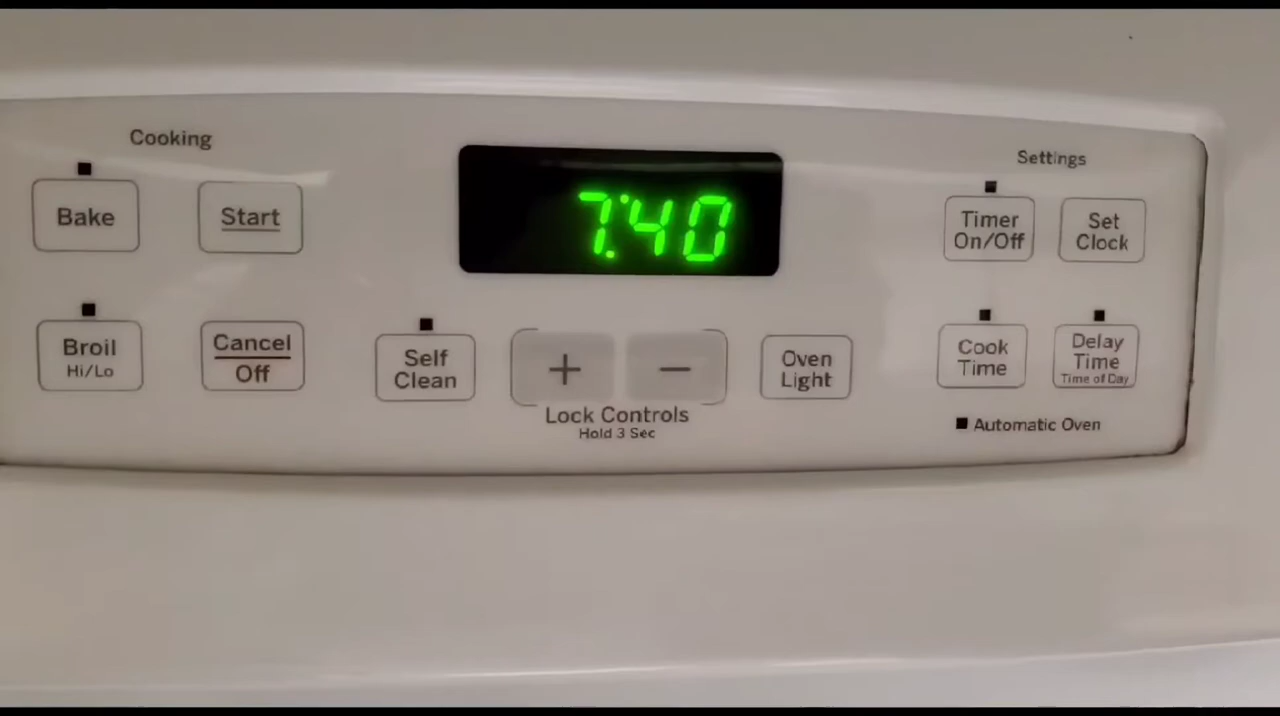 Cooking
Settings
7:40
Bake
Start
Timer
On/Off
Set
Clock
Broil
Hi/Lo
Cancel
Off
Self
Clean
+
−
Oven
Light
Cook
Time
Delay
Time
Time of Day
Lock Controls
Hold 3 Sec
Automatic Oven